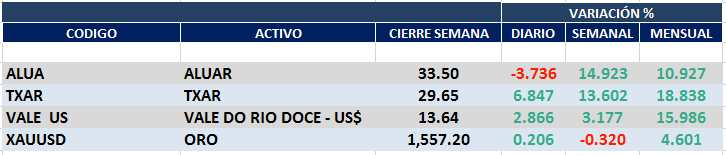 VARIACIÓN %
CODIGO ACTIVO CIERRE SEMANA DIARIO SEMANAL MENSUAL
ALUA ALUAR 33.50 -3.736 14.923 10.927
TXAR TXAR 29.65 6.847 13.602 18.838
VALE US VALE DO RIO DOCE - US$ 13.64 2.866 3.177 15.986
XAUUSD ORO 1,557.20 0.206 -0.320 4.601